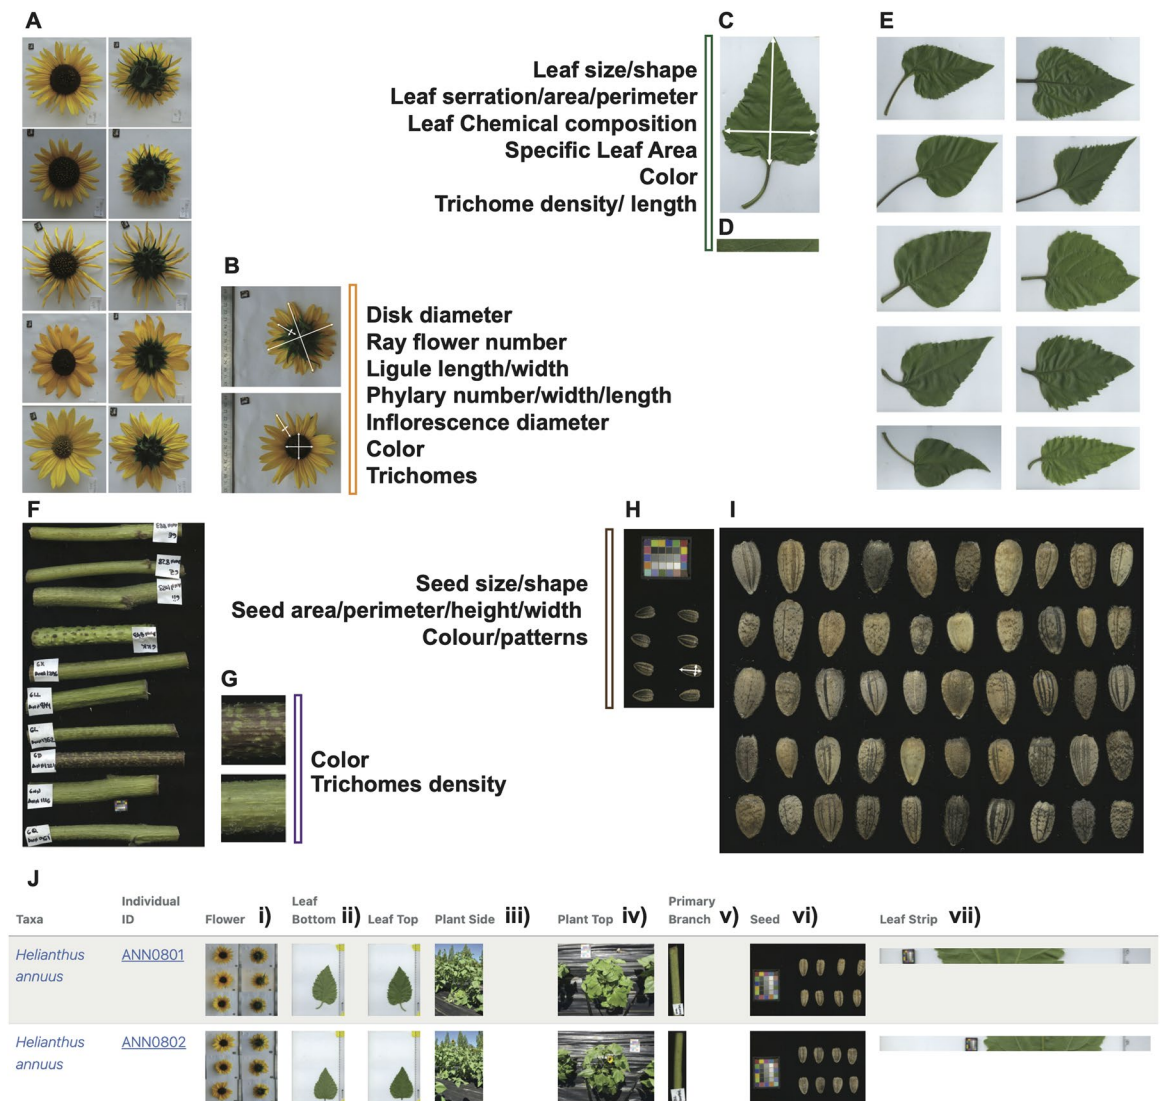 A
C
E
Leaf size/shape
Leaf serration/area/perimeter
Leaf Chemical composition
Specific Leaf Area
Color
Trichome density/ length
D
B
Disk diameter
Ray flower number
Ligule length/width
Phylary number/width/length
Inflorescence diameter
Color
Trichomes
F
H
I
Seed size/shape
Seed area/perimeter/height/width
Colour/patterns
G
Color
Trichomes density
J
Taxa
Individual ID
Flower i)
Leaf Bottom ii)
Leaf Top
Plant Side iii)
Plant Top iv)
Primary Branch v)
Seed vi)
Leaf Strip vii)
Helianthus annuus
ANN0801
Helianthus annuus
ANN0802